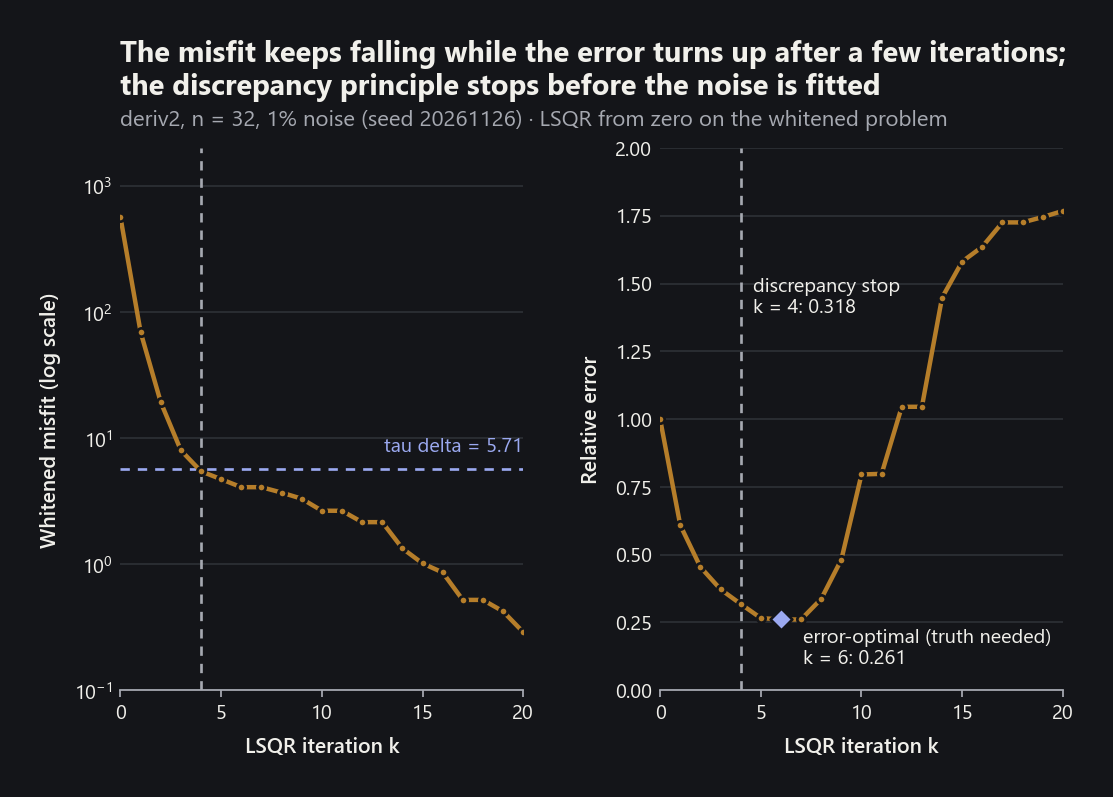 The misfit keeps falling while the error turns up after a few iterations;
the discrepancy principle stops before the noise is fitted
deriv2, n = 32, 1% noise (seed 20261126) · LSQR from zero on the whitened problem
Whitened misfit (log scale)
10³
10²
10¹
10⁰
10⁻¹
tau delta = 5.71
0 5 10 15 20
LSQR iteration k
Relative error
2.00
1.75
1.50
1.25
1.00
0.75
0.50
0.25
0.00
discrepancy stop
k = 4: 0.318
error-optimal (truth needed)
k = 6: 0.261
0 5 10 15 20
LSQR iteration k